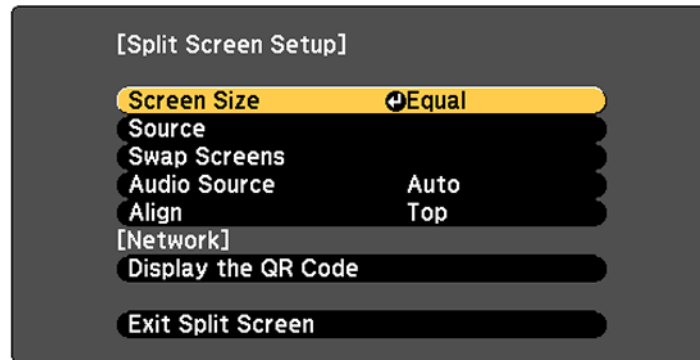 [Split Screen Setup]
Screen Size Equal
Source
Swap Screens
Audio Source Auto
Align Top
[Network]
Display the QR Code
Exit Split Screen